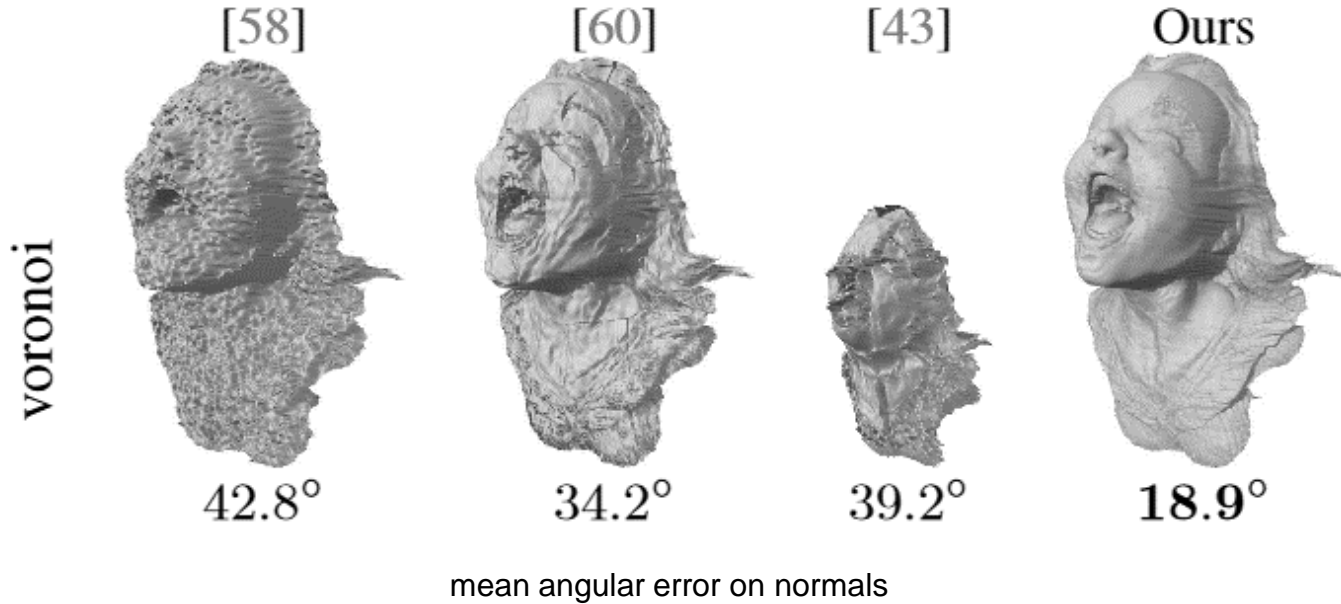 [58] [60] [43] Ours
voronoi
42.8° 34.2° 39.2° 18.9°
mean angular error on normals